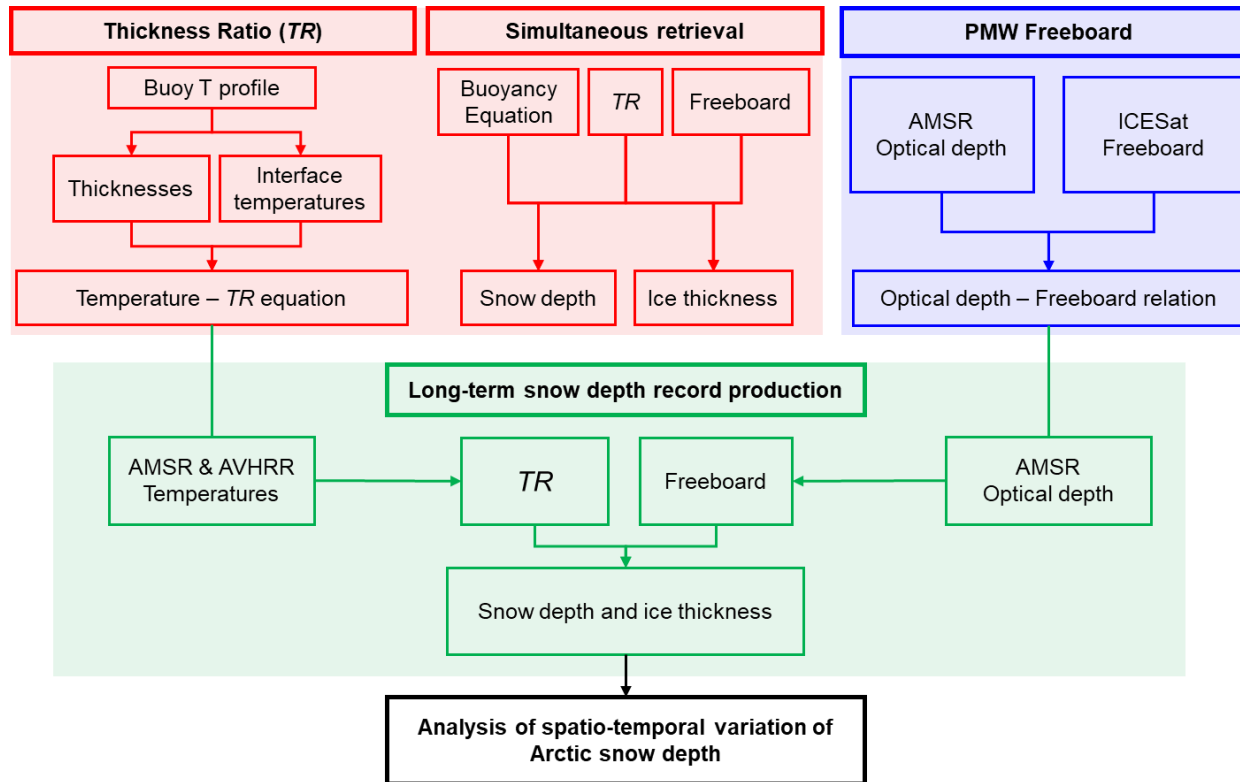 Thickness Ratio (TR)
Buoy T profile
Thicknesses
Interface
temperatures
Temperature – TR equation
Simultaneous retrieval
Buoyancy
Equation
TR
Freeboard
Snow depth
Ice thickness
PMW Freeboard
AMSR
Optical depth
ICESat
Freeboard
Optical depth – Freeboard relation
Long-term snow depth record production
AMSR & AVHRR
Temperatures
TR
Freeboard
AMSR
Optical depth
Snow depth and ice thickness
Analysis of spatio-temporal variation of
Arctic snow depth